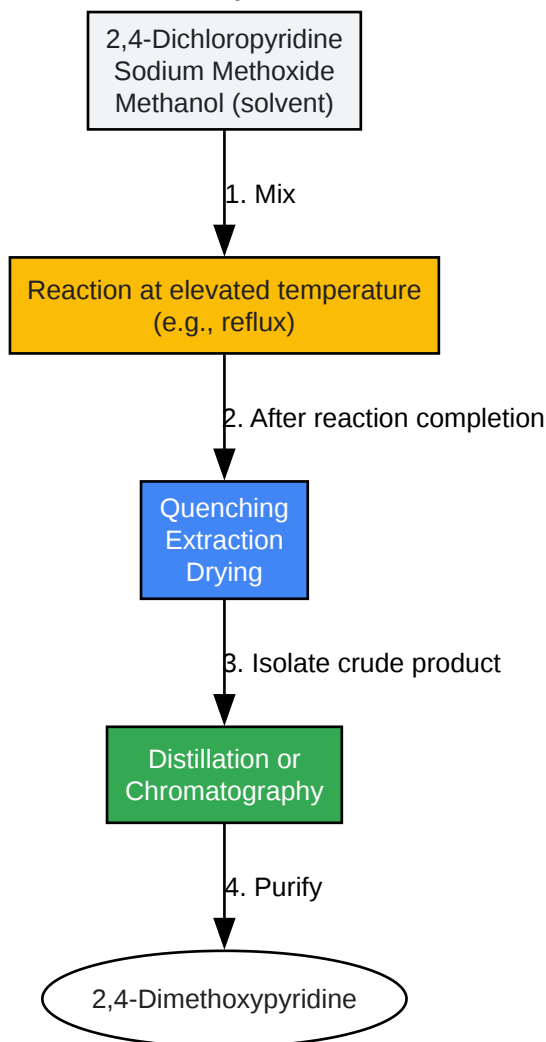 2,4-Dichloropyridine
Sodium Methoxide
Methanol (solvent)
1. Mix
Reaction at elevated temperature
(e.g., reflux)
2. After reaction completion
Quenching
Extraction
Drying
3. Isolate crude product
Distillation or
Chromatography
4. Purify
2,4-Dimethoxypyridine